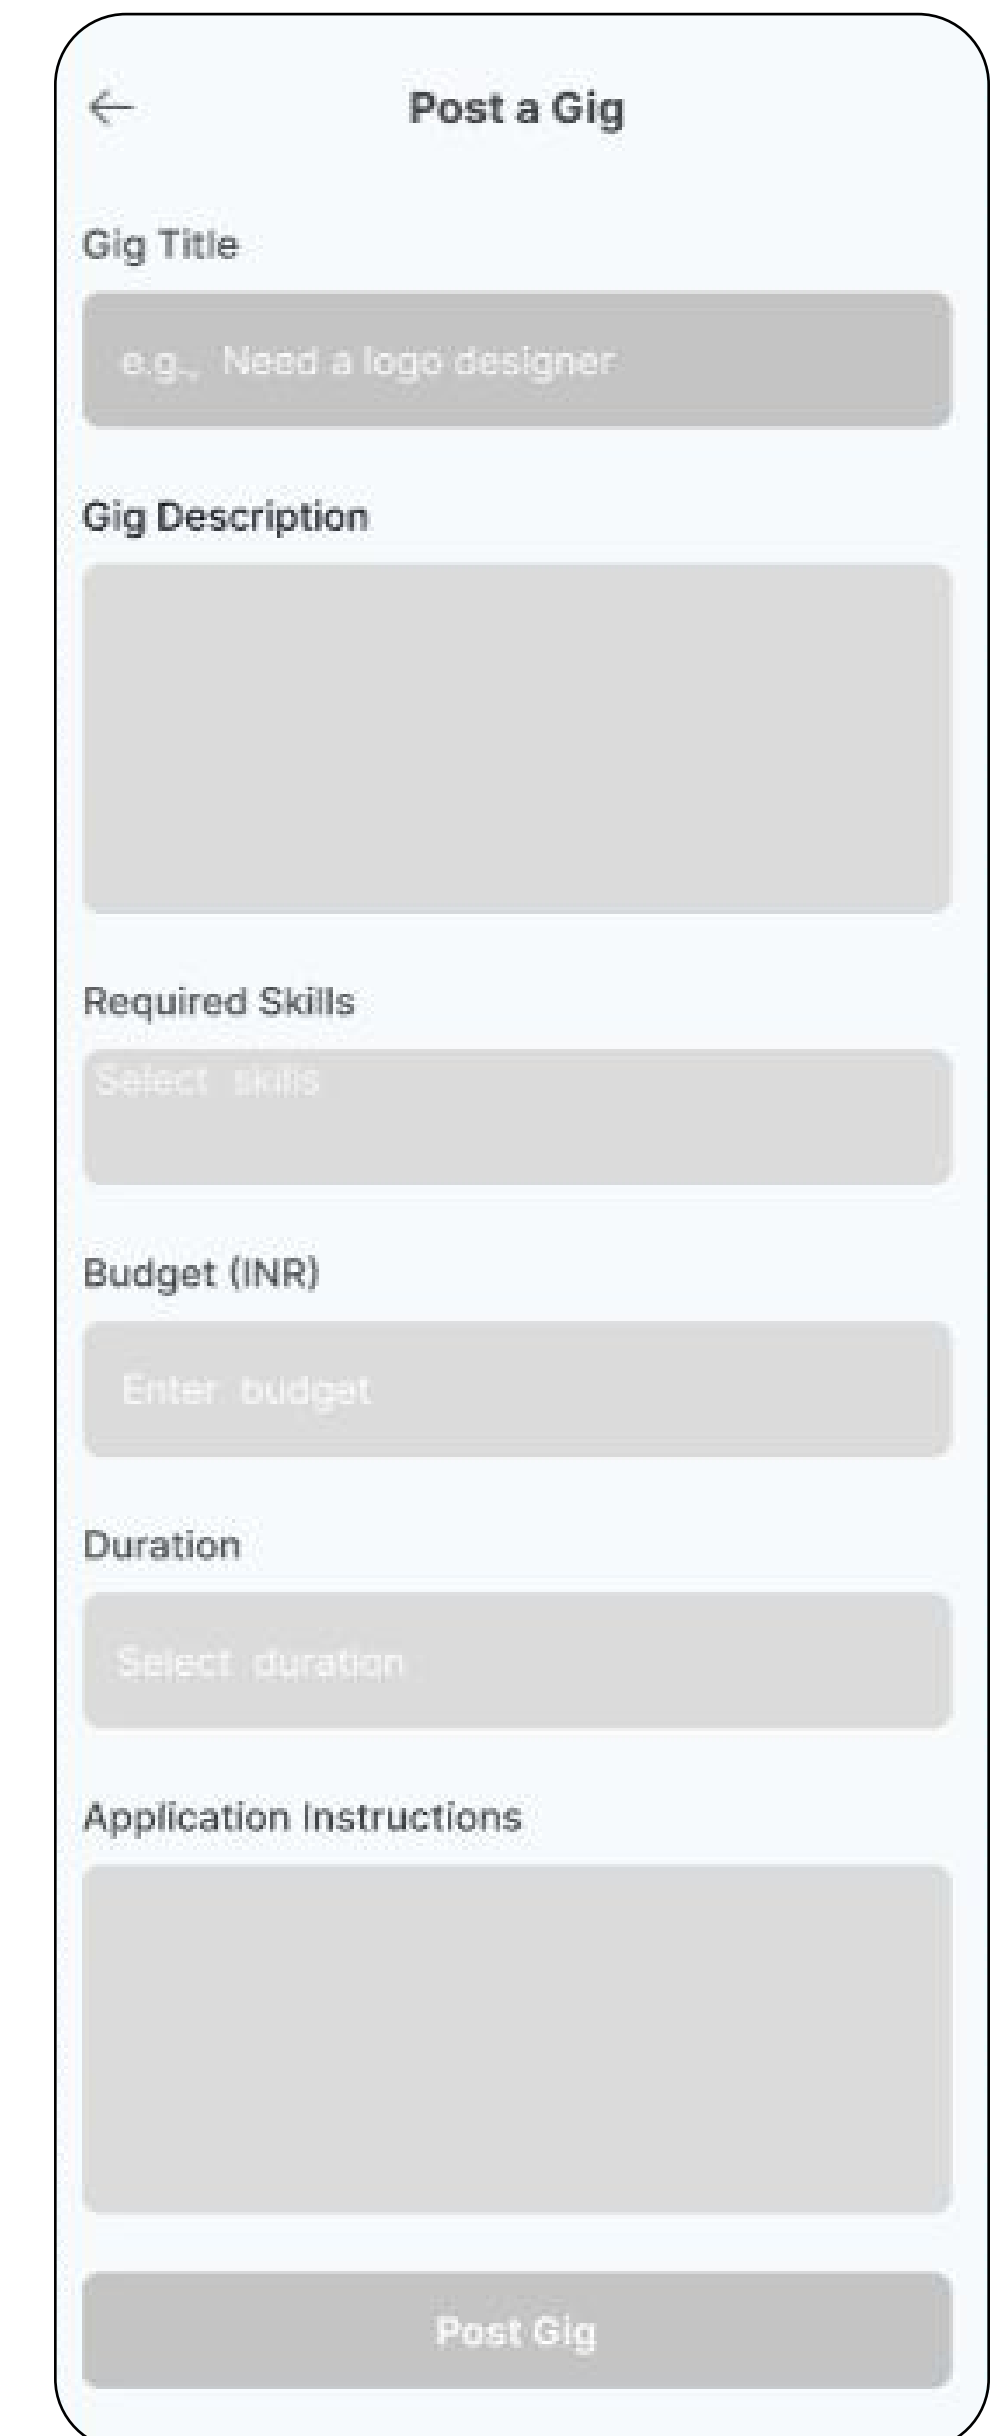 Post a Gig
Gig Title
e.g., Need a logo designer
Gig Description
Required Skills
Select skills
Budget (INR)
Enter budget
Duration
Select duration
Application Instructions
Post Gig